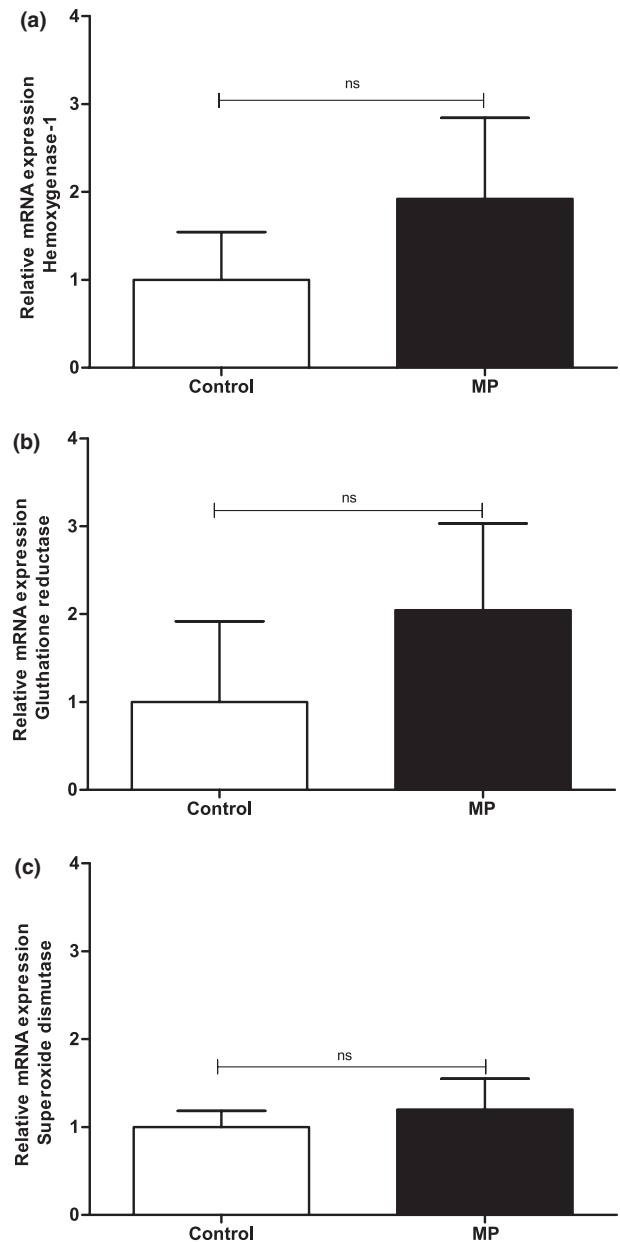 (a)
Relative mRNA expression
Hemoxygenase-1
4
3
2
1
0
ns
Control
MP
(b)
Relative mRNA expression
Gluthatione reductase
4
3
2
1
0
ns
Control
MP
(c)
Relative mRNA expression
Superoxide dismutase
4
3
2
1
0
ns
Control
MP